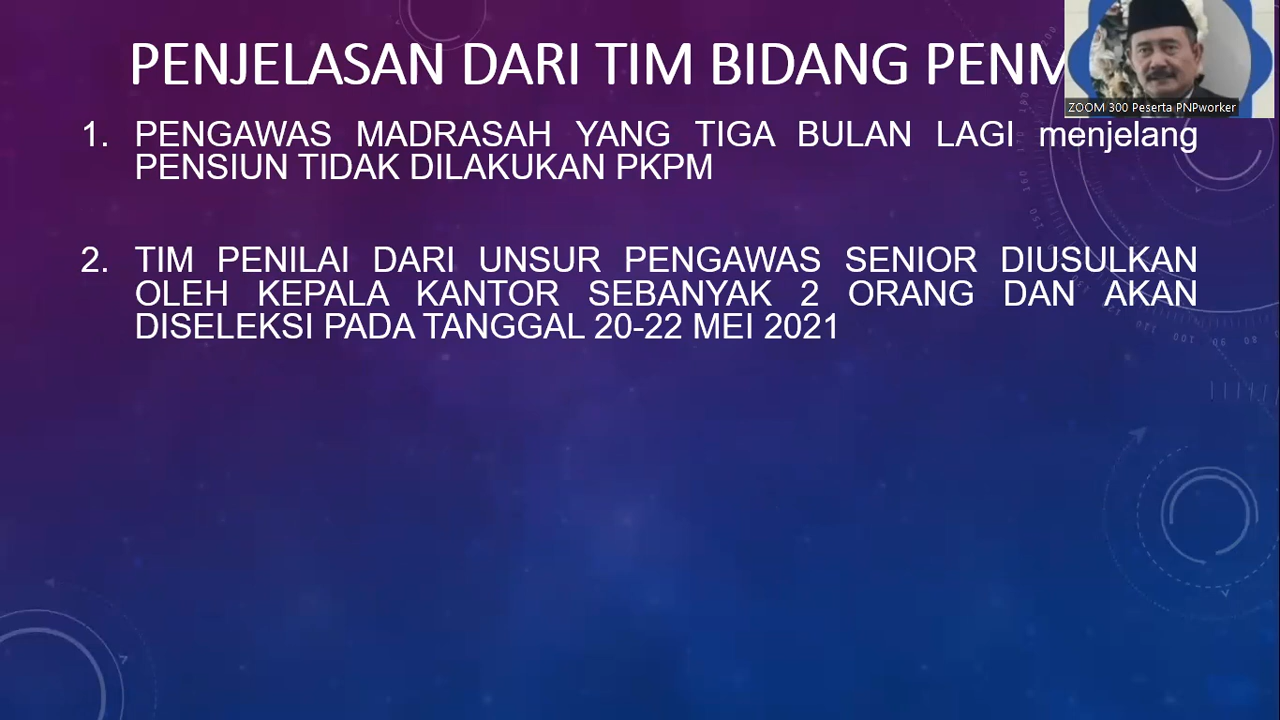 PENJELASAN DARI TIM BIDANG
ZOOM 300 Peserta PNPworker
1. PENGAWAS MADRASAH YANG TIGA BULAN LAGI menjelang
PENSIUN TIDAK DILAKUKAN PKPM
2. TIM PENILAI DARI UNSUR PENGAWAS SENIOR DIUSULKAN
OLEH KEPALA KANTOR SEBANYAK 2 ORANG DAN AKAN
DISELEKSI PADA TANGGAL 20-22 MEI 2021